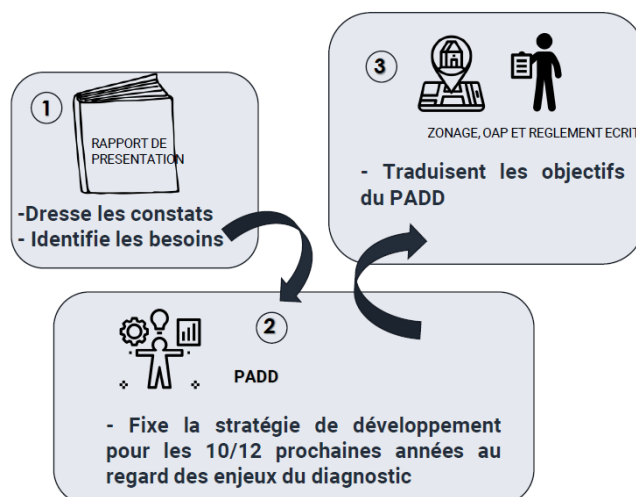 1
RAPPORT DE
PRESENTATION
-Dresse les constats
- Identifie les besoins
2
PADD
- Fixe la stratégie de développement
pour les 10/12 prochaines années au
regard des enjeux du diagnostic
3
ZONAGE, OAP ET REGLEMENT ECRIT
- Traduisent les objectifs
du PADD